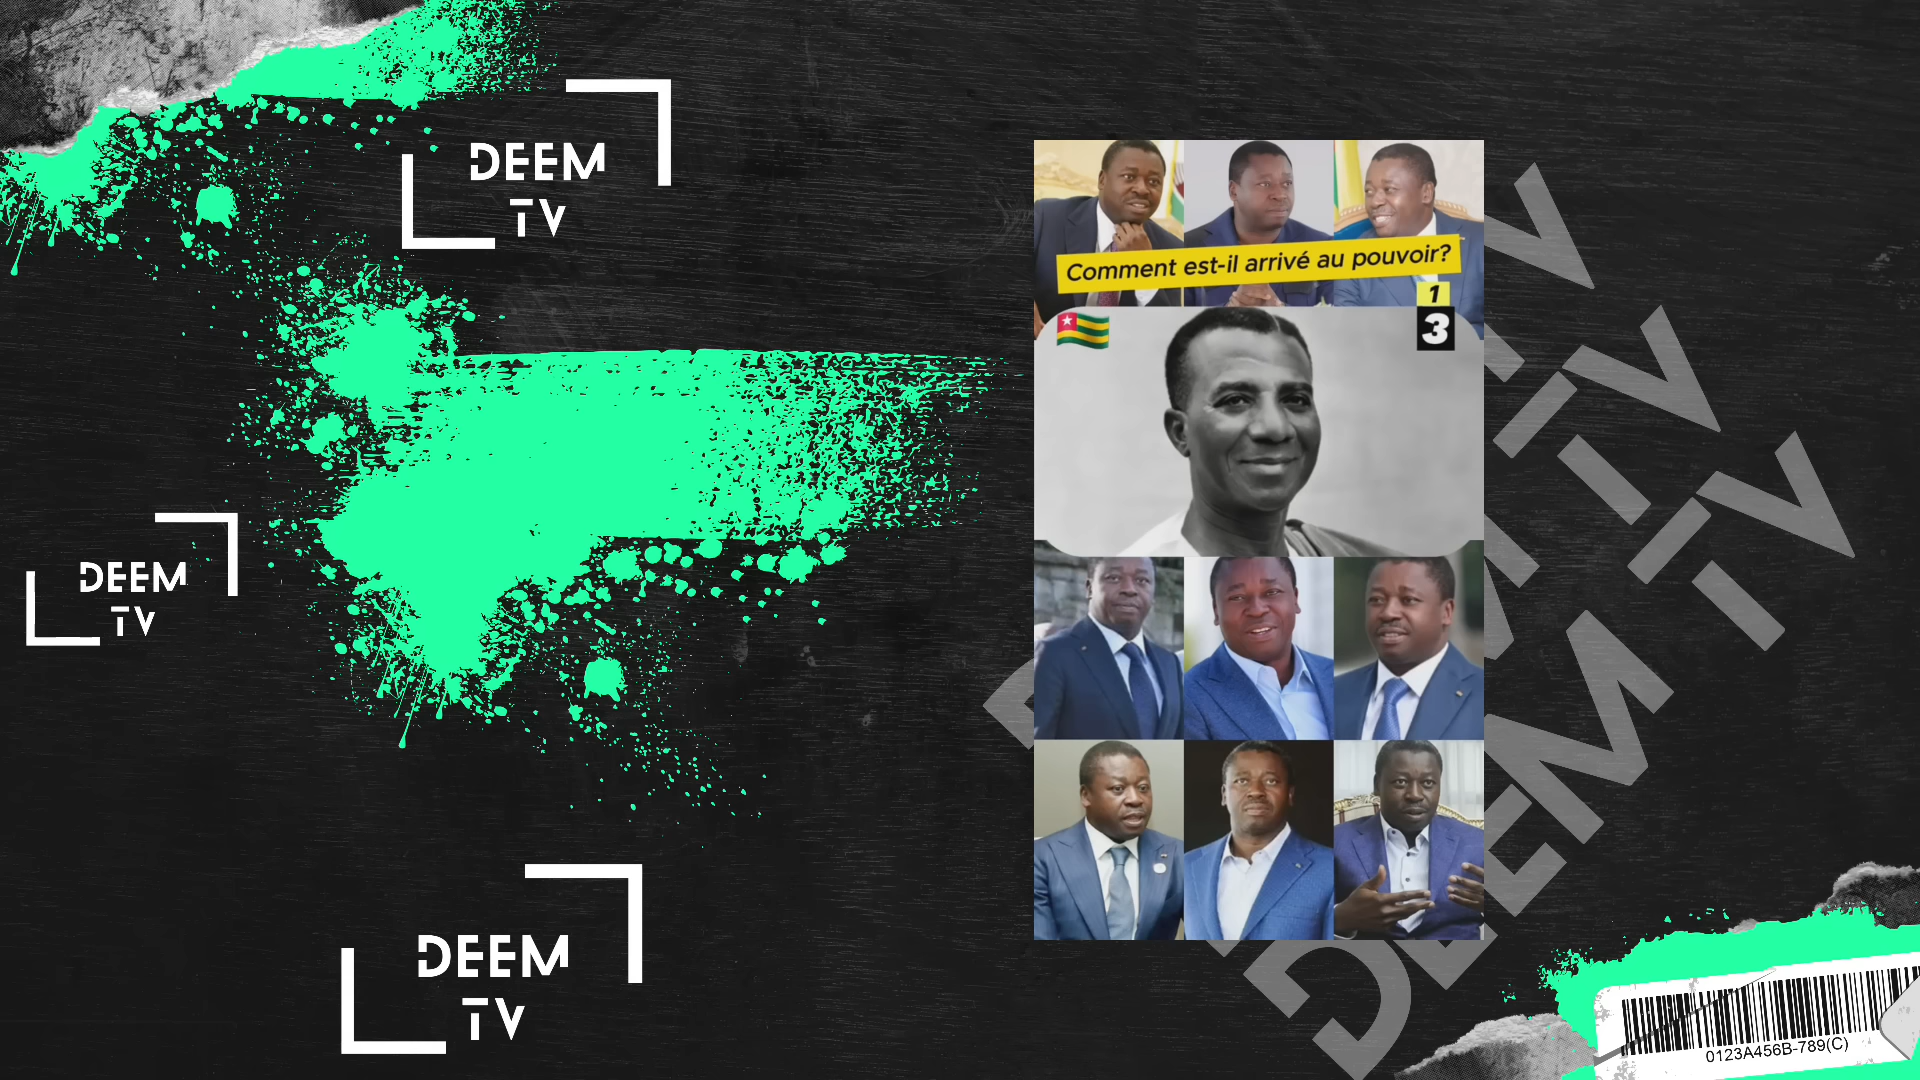 DEEM
TV
Comment est-il arrivé au pouvoir?
1
3
DEEM
TV
DEEM
TV
DEEM TV
M TV
TV
0123A456B-789(C)